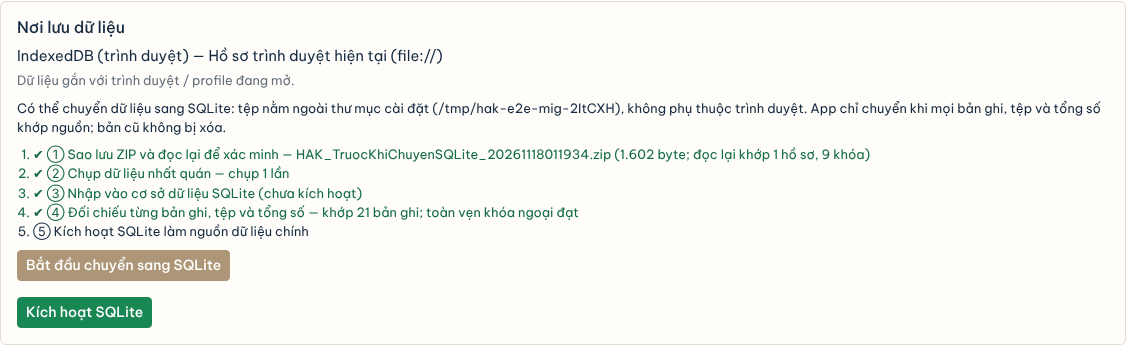 Nơi lưu dữ liệu
IndexedDB (trình duyệt) — Hồ sơ trình duyệt hiện tại (file://)
Dữ liệu gắn với trình duyệt / profile đang mở.
Có thể chuyển dữ liệu sang SQLite: tệp nằm ngoài thư mục cài đặt (/tmp/hak-e2e-mig-2ItCXH), không phụ thuộc trình duyệt. App chỉ chuyển khi mọi bản ghi, tệp và tổng số
khớp nguồn; bản cũ không bị xóa.
1. ✔ ① Sao lưu ZIP và đọc lại để xác minh — HAK_TruocKhiChuyenSQLite_20261118011934.zip (1.602 byte; đọc lại khớp 1 hồ sơ, 9 khóa)
2. ✔ ② Chụp dữ liệu nhất quán — chụp 1 lần
3. ✔ ③ Nhập vào cơ sở dữ liệu SQLite (chưa kích hoạt)
4. ✔ ④ Đối chiếu từng bản ghi, tệp và tổng số — khớp 21 bản ghi; toàn vẹn khóa ngoại đạt
5. ⑤ Kích hoạt SQLite làm nguồn dữ liệu chính
Bắt đầu chuyển sang SQLite
Kích hoạt SQLite